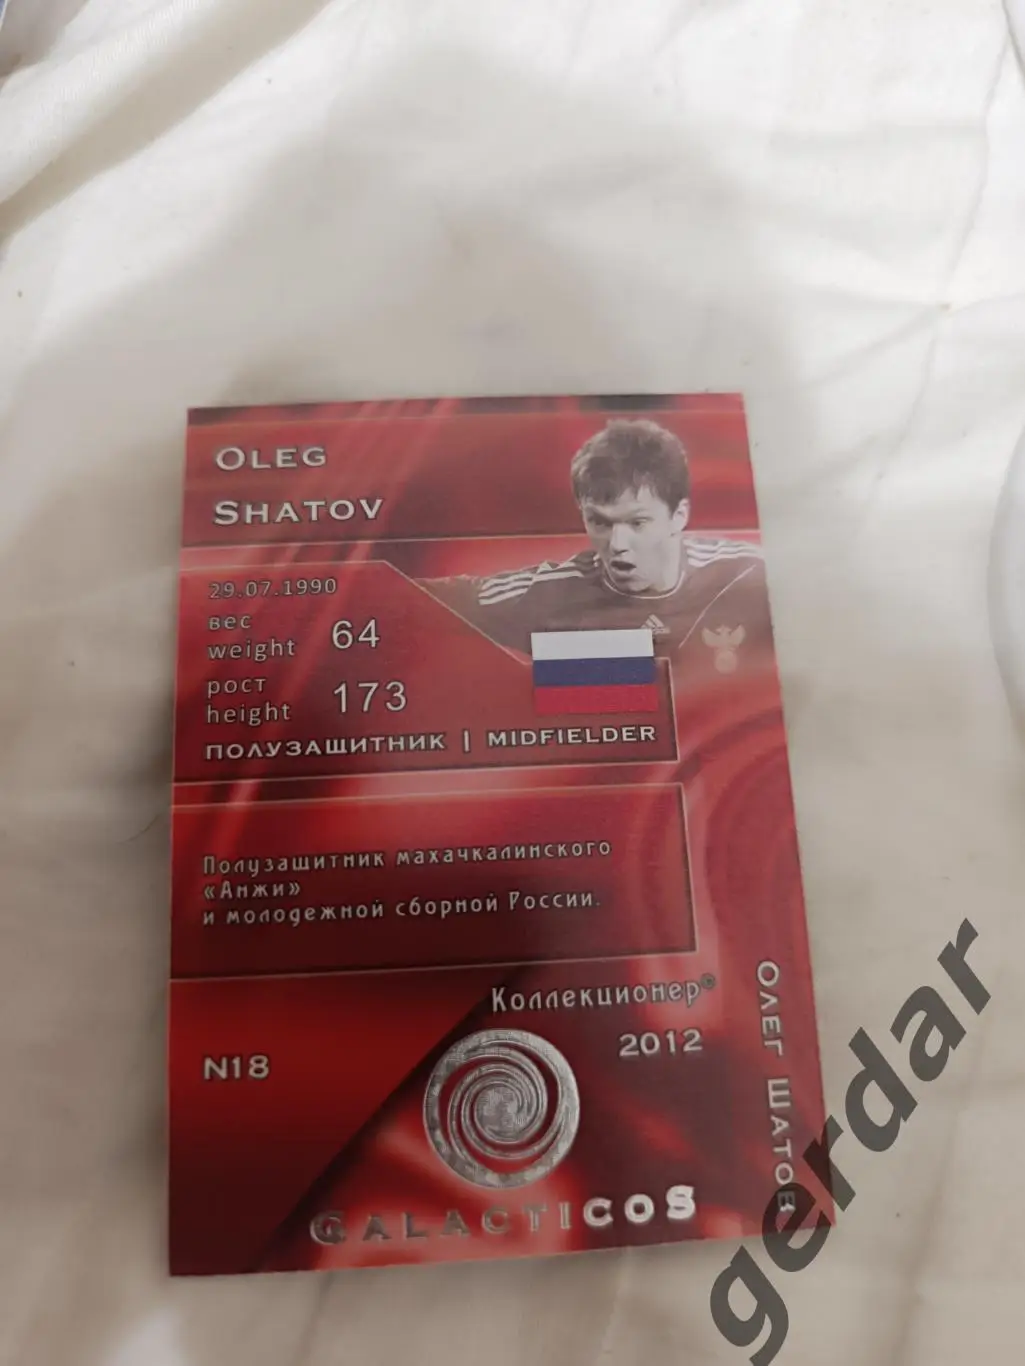 Oleg
Shatov
29.07.1990
вес
weight 64
рост
height 173
полузащитник | midfielder
Полузащитник махачкалинского
«Анжи»
и молодежной сборной России.
Коллекционер®
2012
N18
Galacticos
Олег Шатов
gerdar